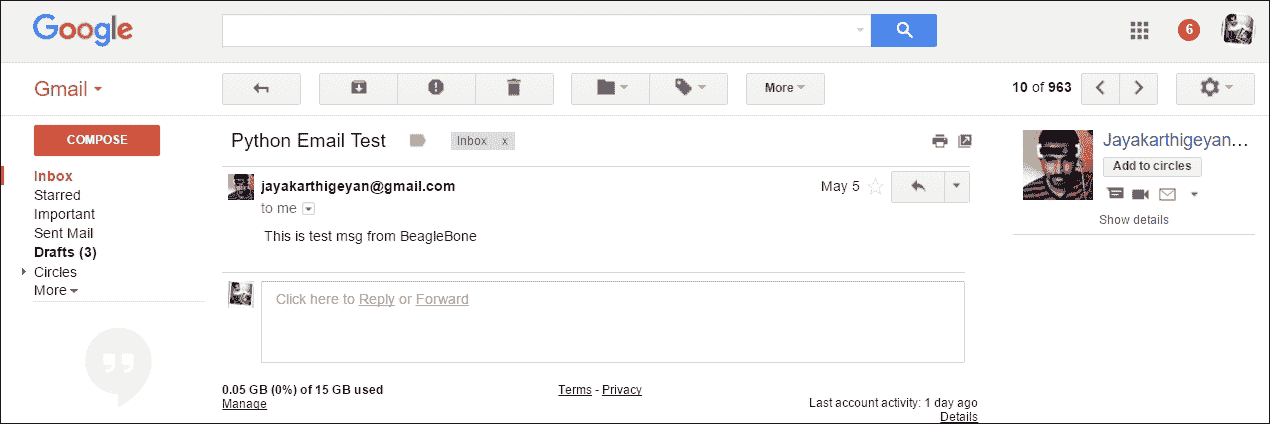 Google
6
Gmail
More
10 of 963
COMPOSE
Python Email Test
Inbox x
Jayakarthigeyan...
Add to circles
Show details
Inbox
Starred
Important
Sent Mail
Drafts (3)
Circles
More
jayakarthigeyan@gmail.com
May 5
to me
This is test msg from BeagleBone
Click here to Reply or Forward
0.05 GB (0%) of 15 GB used
Manage
Terms - Privacy
Last account activity: 1 day ago
Details